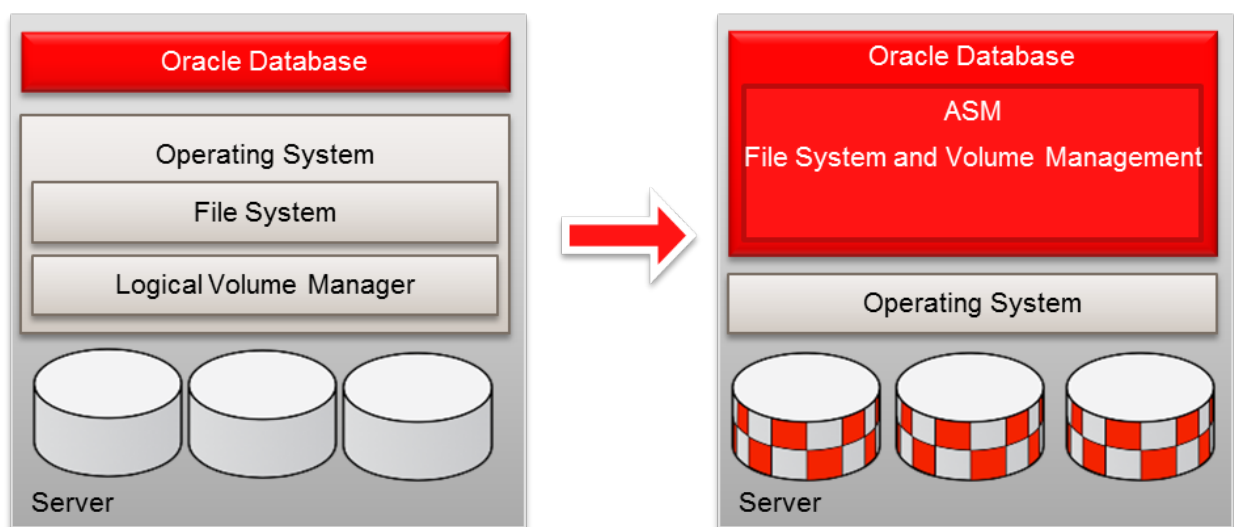 Oracle Database
Operating System
File System
Logical Volume Manager
Server
Oracle Database
ASM
File System and Volume Management
Operating System
Server